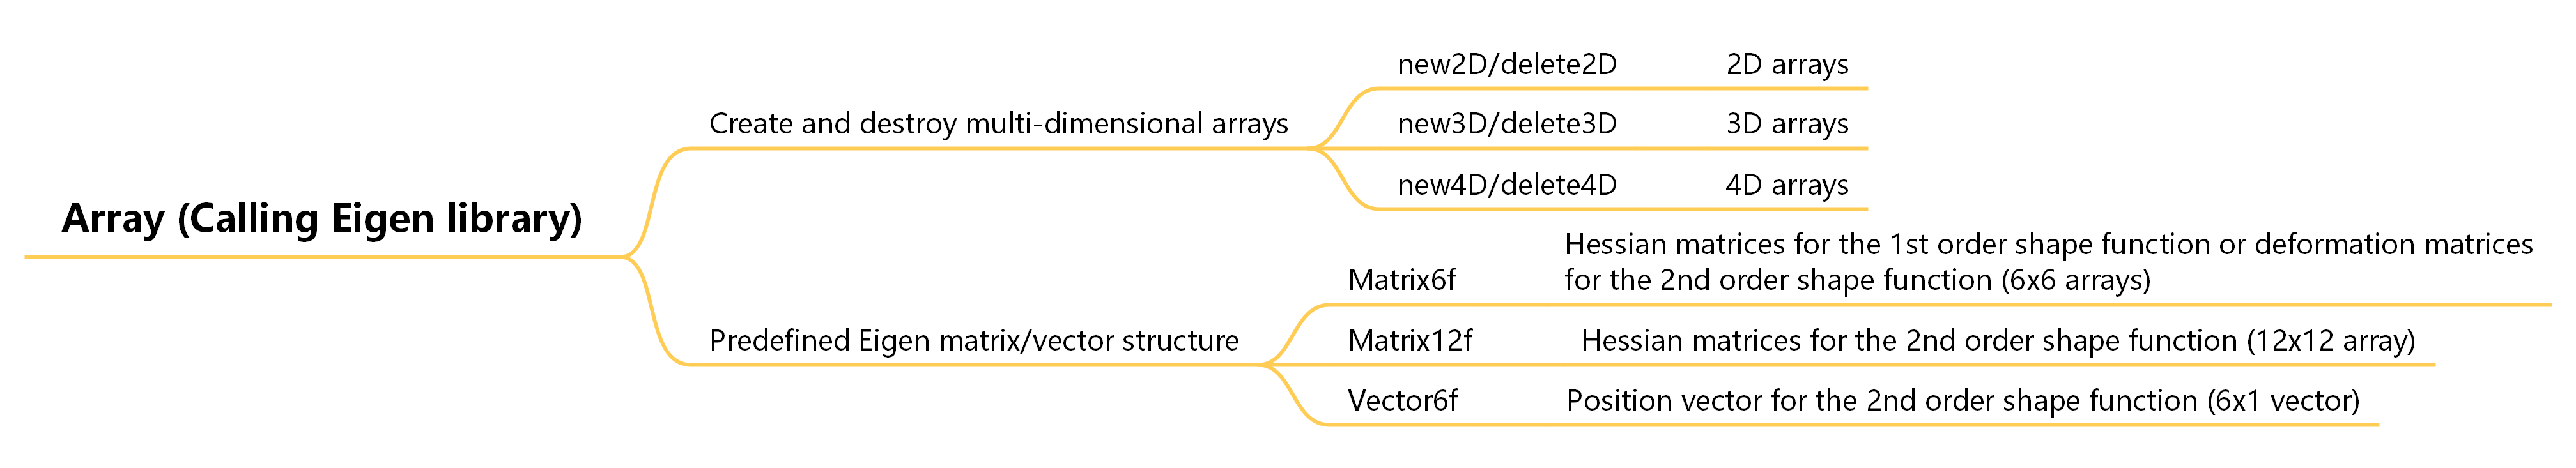 Array (Calling Eigen library)
Create and destroy multi-dimensional arrays
new2D/delete2D 2D arrays
new3D/delete3D 3D arrays
new4D/delete4D 4D arrays
Predefined Eigen matrix/vector structure
Matrix6f Hessian matrices for the 1st order shape function or deformation matrices
for the 2nd order shape function (6x6 arrays)
Matrix12f Hessian matrices for the 2nd order shape function (12x12 array)
Vector6f Position vector for the 2nd order shape function (6x1 vector)